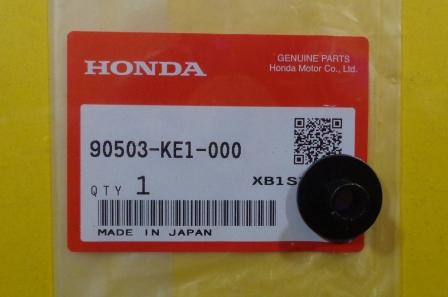 HONDA
GENUINE PARTS
Honda Motor Co., Ltd.
90503-KE1-000
QTY 1
MADE IN JAPAN